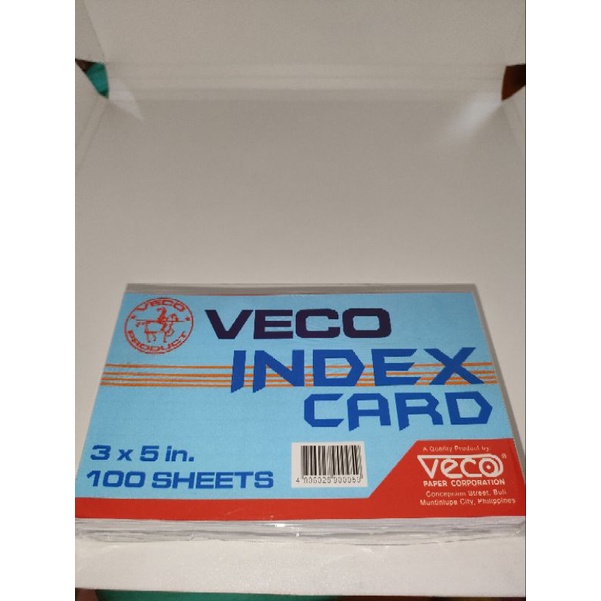 VECO
PRODUCT
VECO
INDEX
CARD
3 x 5 in.
100 SHEETS
A Quality Product by:
veco®
PAPER CORPORATION
Concepcion Street, Buli
Muntinlupa City, Philippines